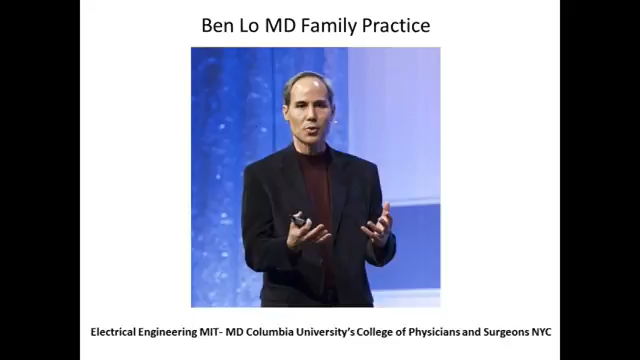 Ben Lo MD Family Practice
Electrical Engineering MIT- MD Columbia University's College of Physicians and Surgeons NYC